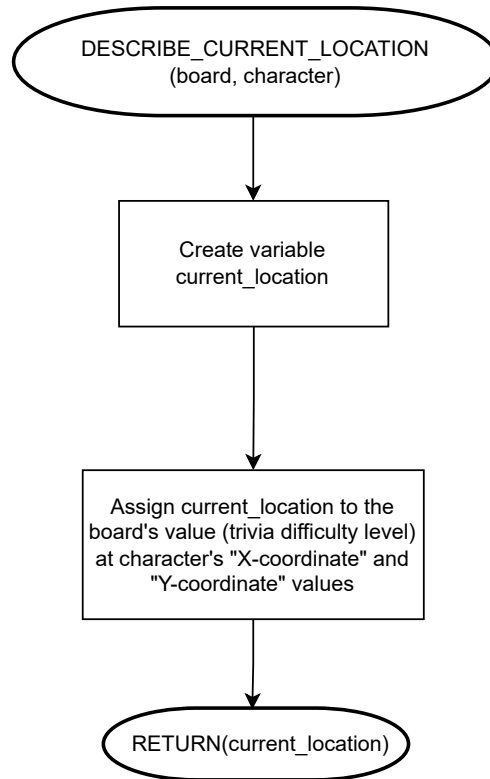 DESCRIBE_CURRENT_LOCATION
(board, character)
Create variable
current_location
Assign current_location to the
board's value (trivia difficulty level)
at character's "X-coordinate" and
"Y-coordinate" values
RETURN(current_location)